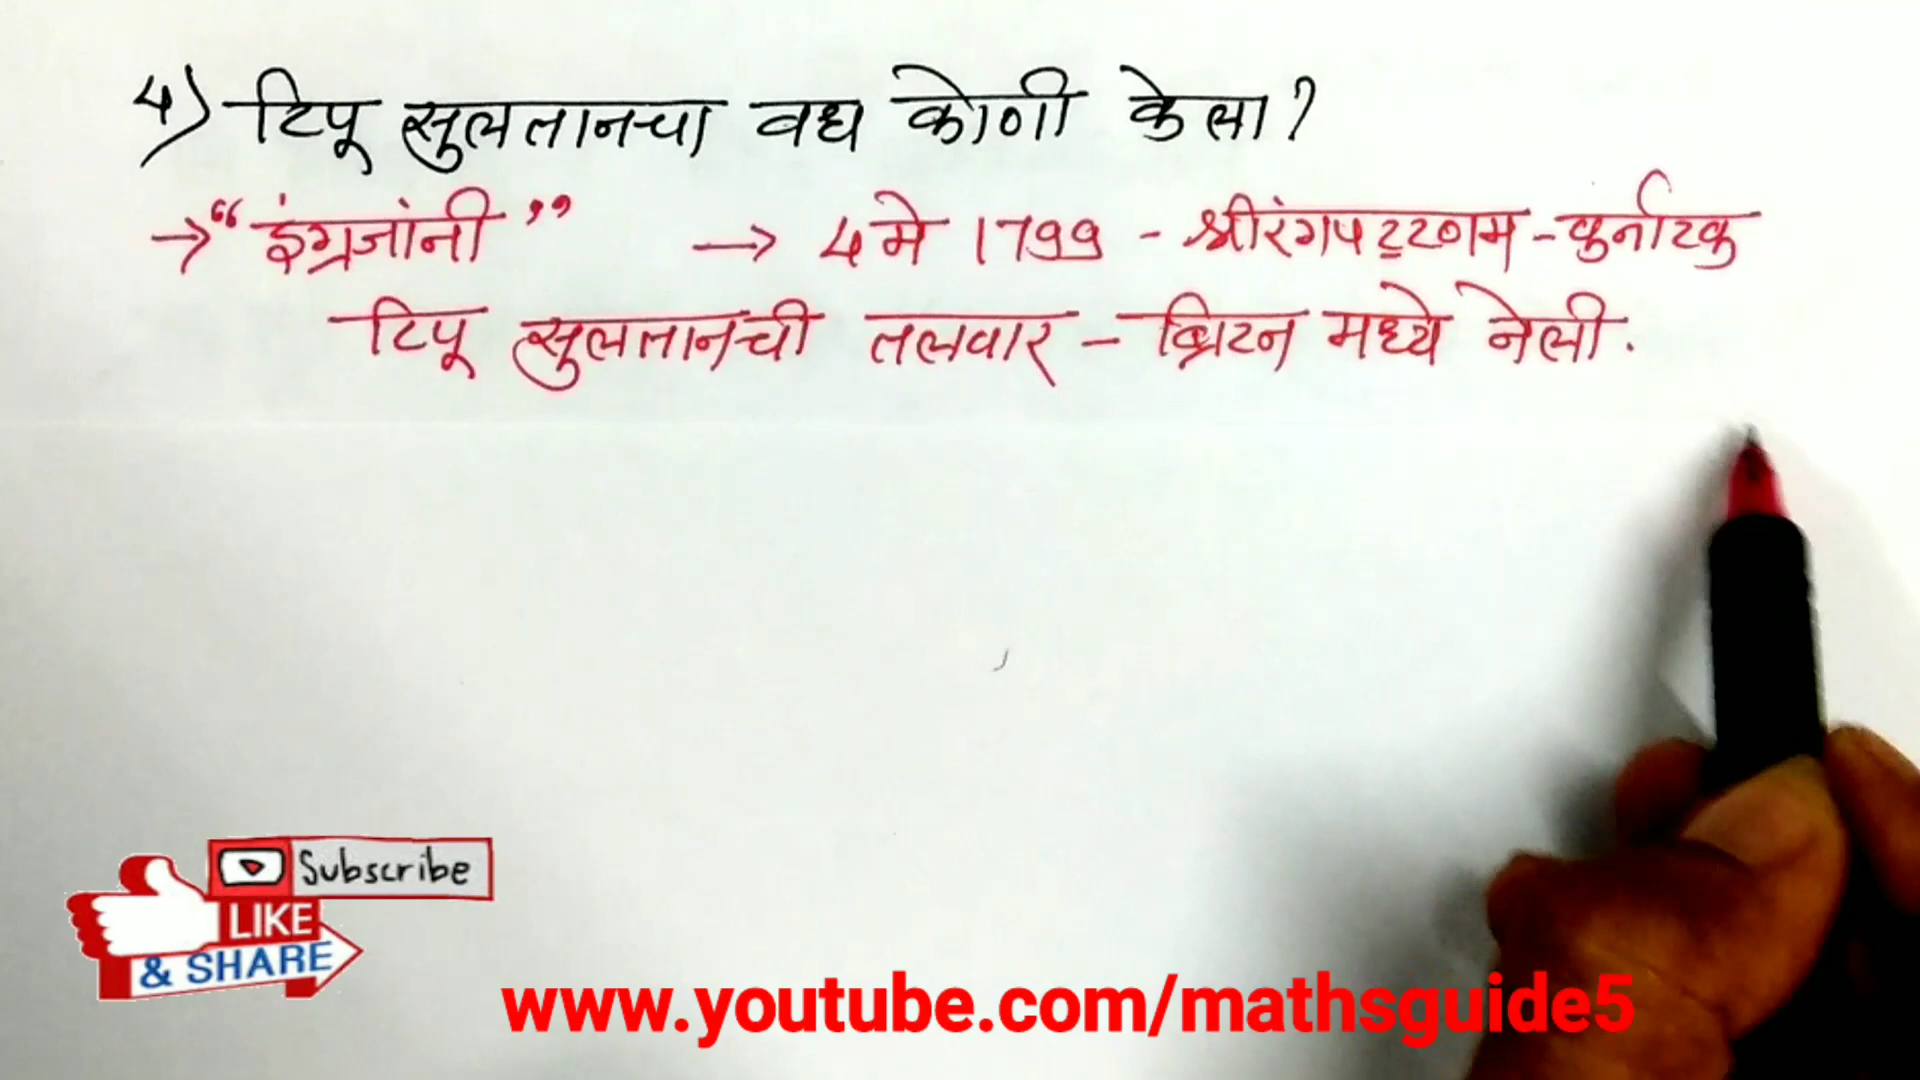 4) टिपू सुलतानचा वध कोणी केला?
→ "इंग्रजांनी" → 4 मे 1799 - श्रीरंगपट्टणम - कर्नाटक
टिपू सुलतानची तलवार - ब्रिटन मध्ये नेली.
Subscribe
LIKE
& SHARE
www.youtube.com/mathsguide5